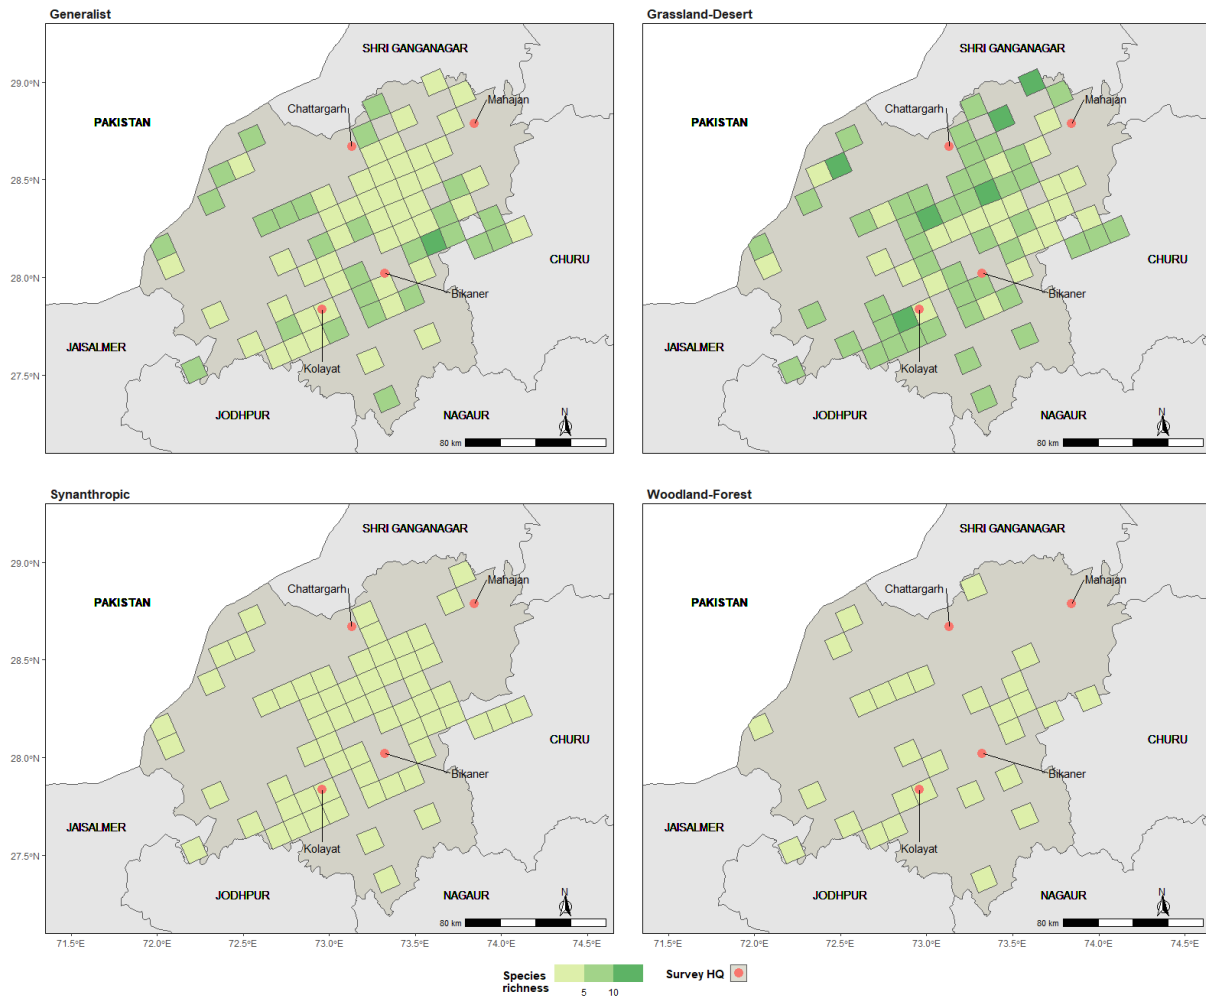 Generalist
Grassland-Desert
SHRI GANGANAGAR
SHRI GANGANAGAR
29.0°N
Chattargarh
Mahajan
Chattargarh
Mahajan
PAKISTAN
PAKISTAN
28.5°N
CHURU
CHURU
28.0°N
Bikaner
Bikaner
JAISALMER
JAISALMER
Kolayat
Kolayat
27.5°N
JODHPUR
NAGAUR
N
JODHPUR
NAGAUR
N
80 km
80 km
Synanthropic
Woodland-Forest
SHRI GANGANAGAR
SHRI GANGANAGAR
29.0°N
Chattargarh
Mahajan
Chattargarh
Mahajan
PAKISTAN
PAKISTAN
28.5°N
CHURU
CHURU
28.0°N
Bikaner
Bikaner
JAISALMER
JAISALMER
Kolayat
Kolayat
27.5°N
JODHPUR
NAGAUR
N
JODHPUR
NAGAUR
N
80 km
80 km
71.5°E 72.0°E 72.5°E 73.0°E 73.5°E 74.0°E 74.5°E
71.5°E 72.0°E 72.5°E 73.0°E 73.5°E 74.0°E 74.5°E
Species
richness
5 10
Survey HQ